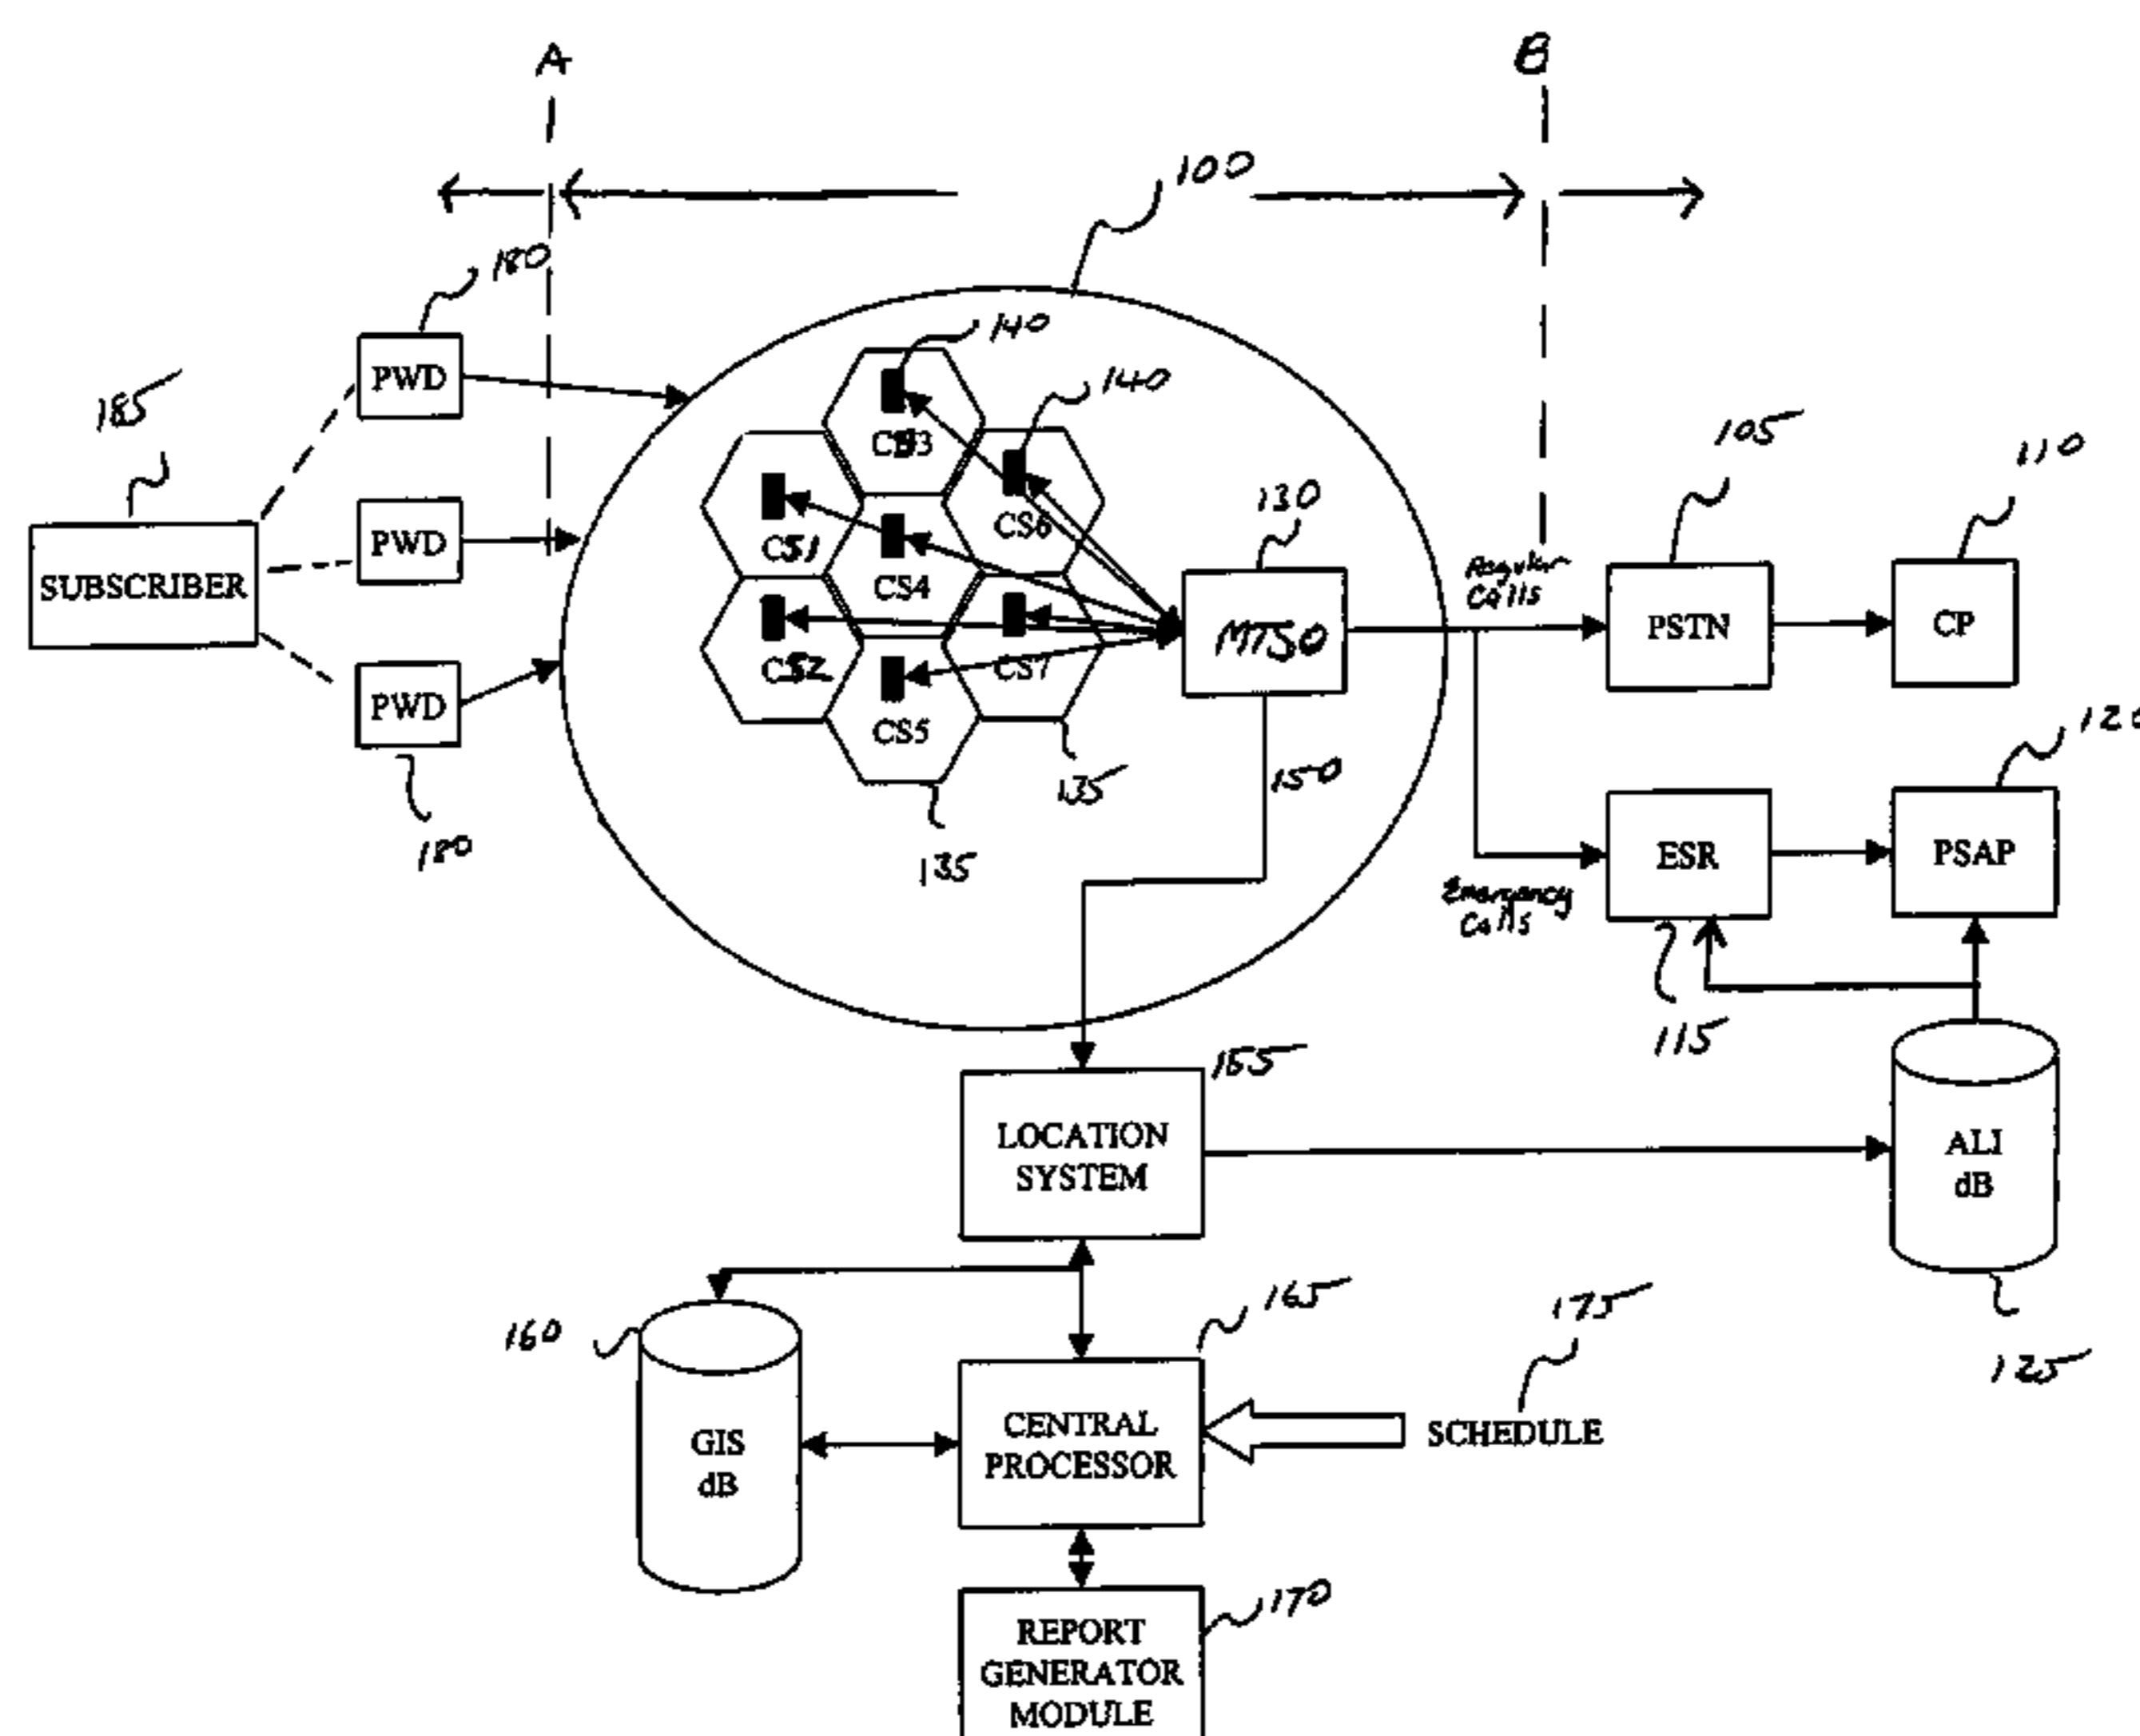 A
B
100
180
140
140
PWD
185
CS3
105
110
130
CS6
CS1
PWD
Regular
Calls
SUBSCRIBER
CS4
MTSO
PSTN
CP
CS2
CS7
PWD
CS5
120
150
135
180
135
ESR
PSAP
Emergency
Calls
115
155
LOCATION
SYSTEM
ALI
dB
165
175
160
125
GIS
dB
CENTRAL
PROCESSOR
SCHEDULE
170
REPORT
GENERATOR
MODULE